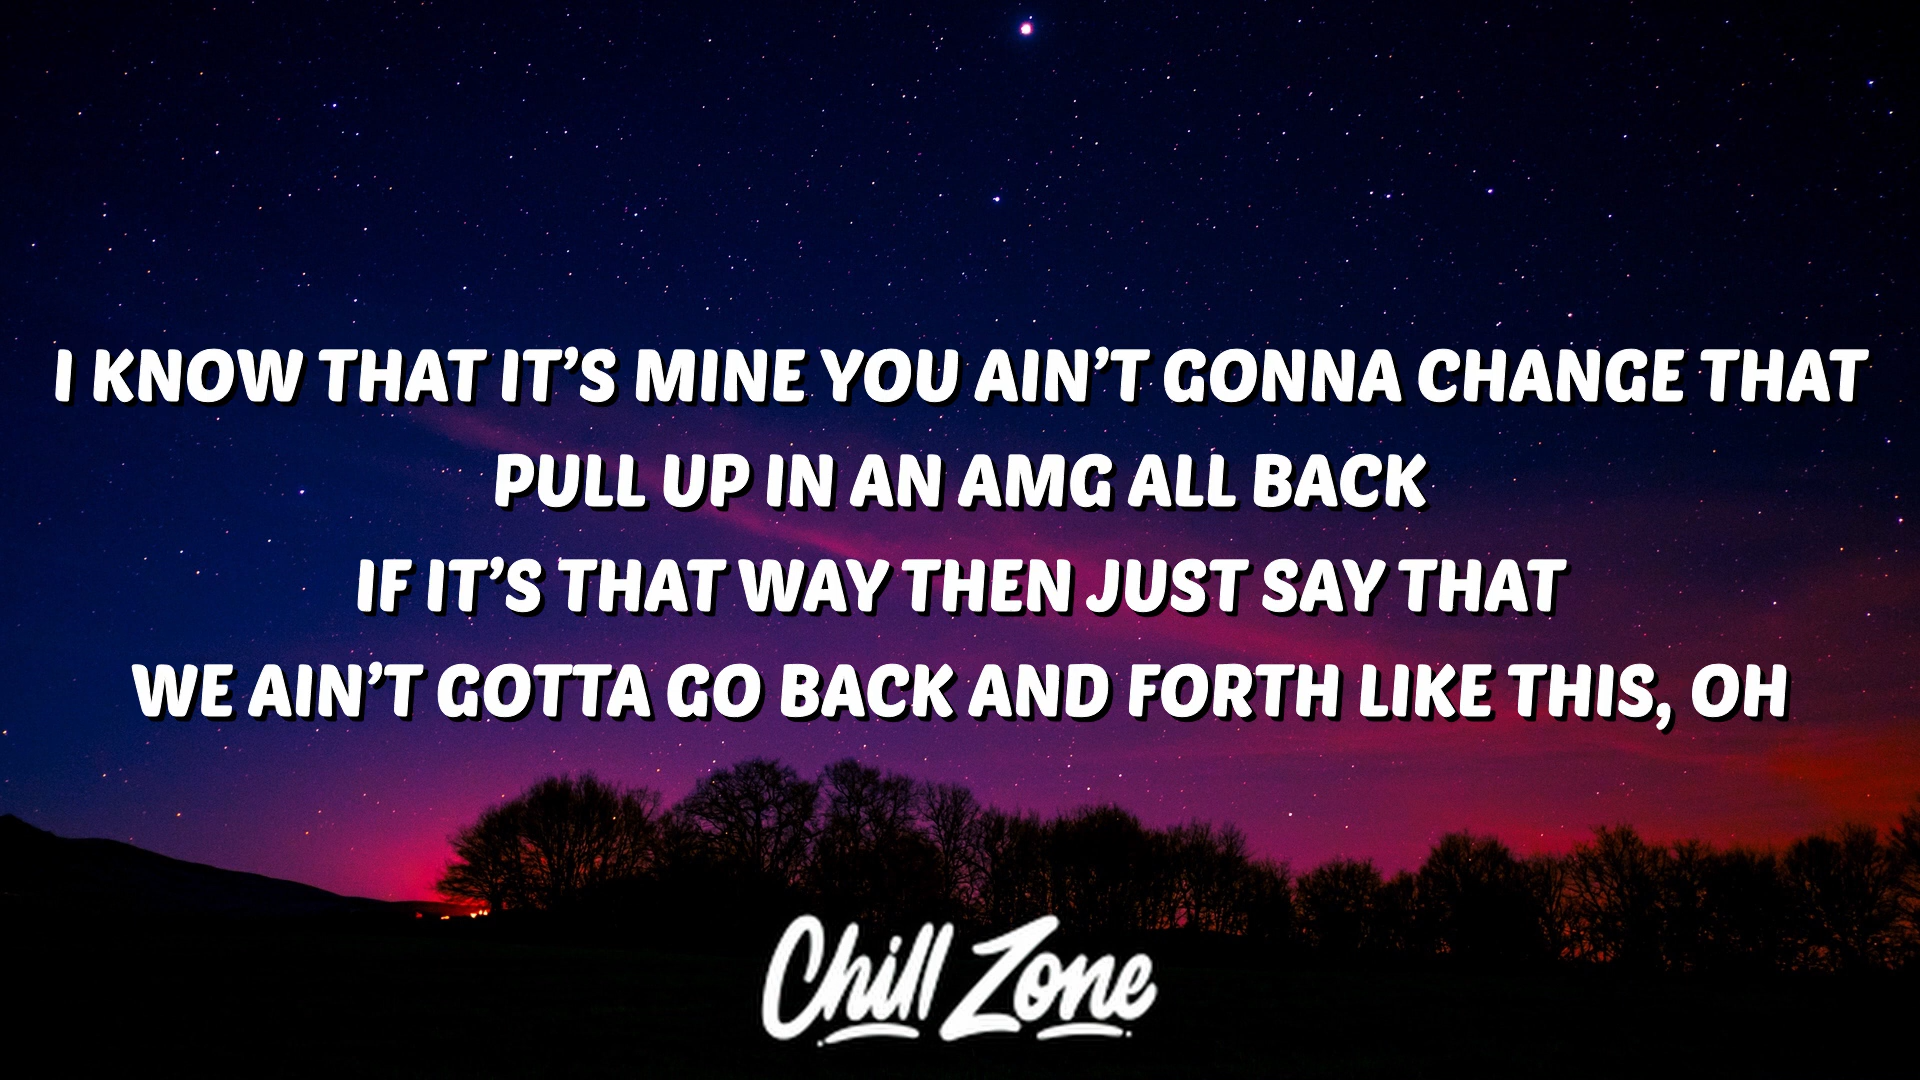 I KNOW THAT IT’S MINE YOU AIN’T GONNA CHANGE THAT
PULL UP IN AN AMG ALL BACK
IF IT’S THAT WAY THEN JUST SAY THAT
WE AIN’T GOTTA GO BACK AND FORTH LIKE THIS, OH
Chill Zone